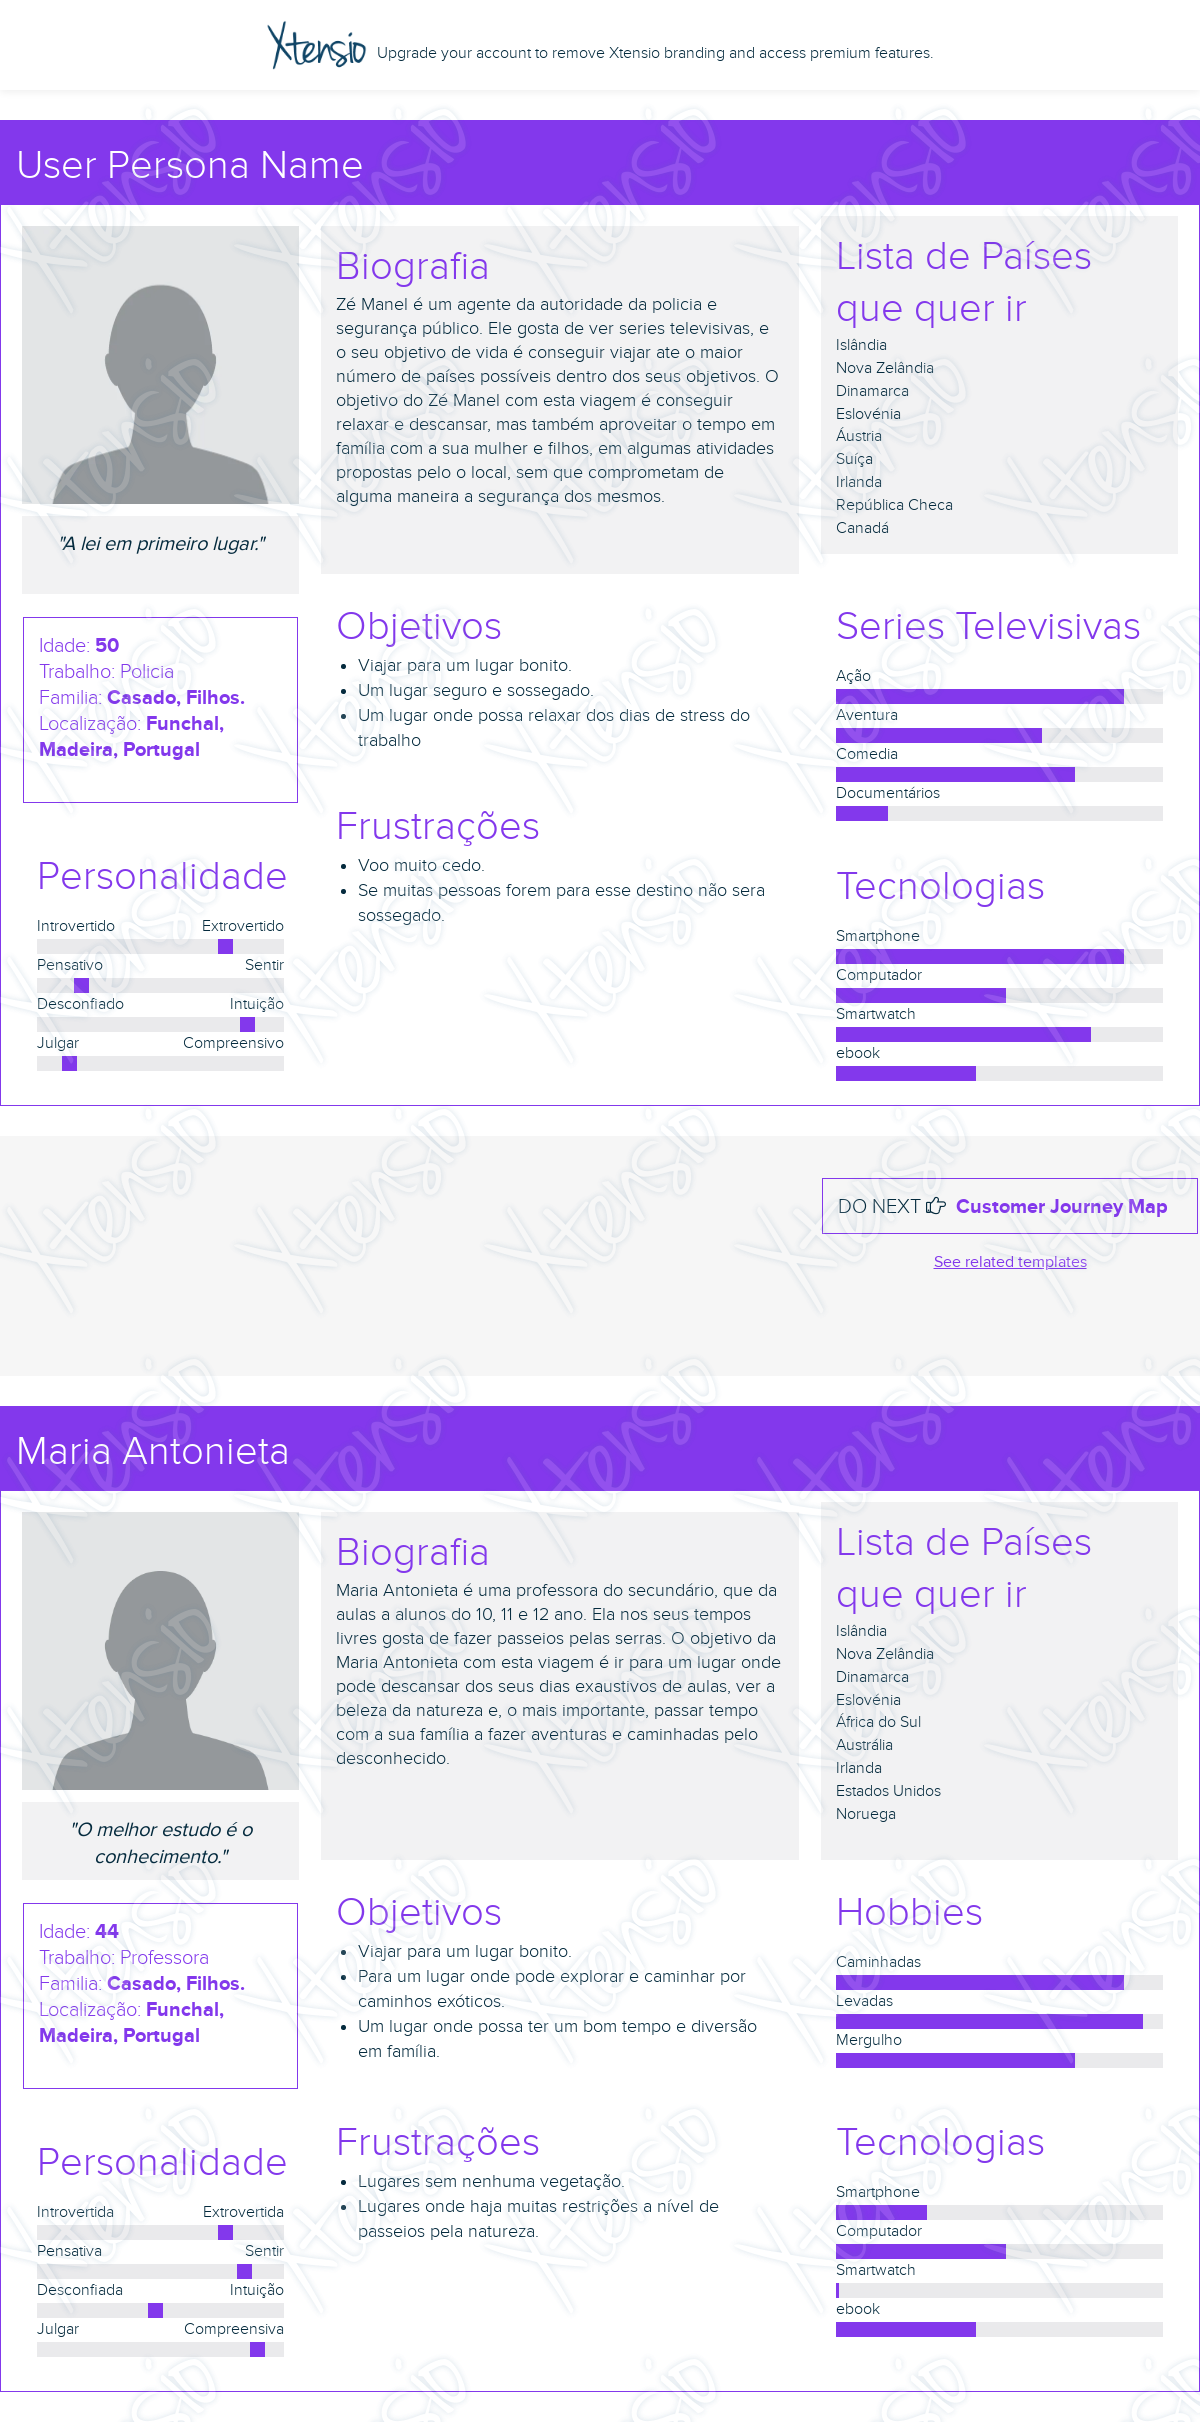 Xtensio Upgrade your account to remove Xtensio branding and access premium features.
User Persona Name
"A lei em primeiro lugar."
Idade: 50
Trabalho: Policia
Familia: Casado, Filhos.
Localização: Funchal,
Madeira, Portugal
Personalidade
Introvertido Extrovertido
Pensativo Sentir
Desconfiado Intuição
Julgar Compreensivo
Biografia
Zé Manel é um agente da autoridade da policia e
segurança público. Ele gosta de ver series televisivas, e
o seu objetivo de vida é conseguir viajar ate o maior
número de países possíveis dentro dos seus objetivos. O
objetivo do Zé Manel com esta viagem é conseguir
relaxar e descansar, mas também aproveitar o tempo em
família com a sua mulher e filhos, em algumas atividades
propostas pelo o local, sem que comprometam de
alguma maneira a segurança dos mesmos.
Objetivos
• Viajar para um lugar bonito.
• Um lugar seguro e sossegado.
• Um lugar onde possa relaxar dos dias de stress do
trabalho
Frustrações
• Voo muito cedo.
• Se muitas pessoas forem para esse destino não sera
sossegado.
Lista de Países
que quer ir
Islândia
Nova Zelândia
Dinamarca
Eslovénia
Áustria
Suíça
Irlanda
República Checa
Canadá
Series Televisivas
Ação
Aventura
Comedia
Documentários
Tecnologias
Smartphone
Computador
Smartwatch
ebook
DO NEXT Customer Journey Map
See related templates
Maria Antonieta
"O melhor estudo é o
conhecimento."
Idade: 44
Trabalho: Professora
Familia: Casado, Filhos.
Localização: Funchal,
Madeira, Portugal
Personalidade
Introvertida Extrovertida
Pensativa Sentir
Desconfiada Intuição
Julgar Compreensiva
Biografia
Maria Antonieta é uma professora do secundário, que da
aulas a alunos do 10, 11 e 12 ano. Ela nos seus tempos
livres gosta de fazer passeios pelas serras. O objetivo da
Maria Antonieta com esta viagem é ir para um lugar onde
pode descansar dos seus dias exaustivos de aulas, ver a
beleza da natureza e, o mais importante, passar tempo
com a sua família a fazer aventuras e caminhadas pelo
desconhecido.
Objetivos
• Viajar para um lugar bonito.
• Para um lugar onde pode explorar e caminhar por
caminhos exóticos.
• Um lugar onde possa ter um bom tempo e diversão
em família.
Frustrações
• Lugares sem nenhuma vegetação.
• Lugares onde haja muitas restrições a nível de
passeios pela natureza.
Lista de Países
que quer ir
Islândia
Nova Zelândia
Dinamarca
Eslovénia
África do Sul
Austrália
Irlanda
Estados Unidos
Noruega
Hobbies
Caminhadas
Levadas
Mergulho
Tecnologias
Smartphone
Computador
Smartwatch
ebook